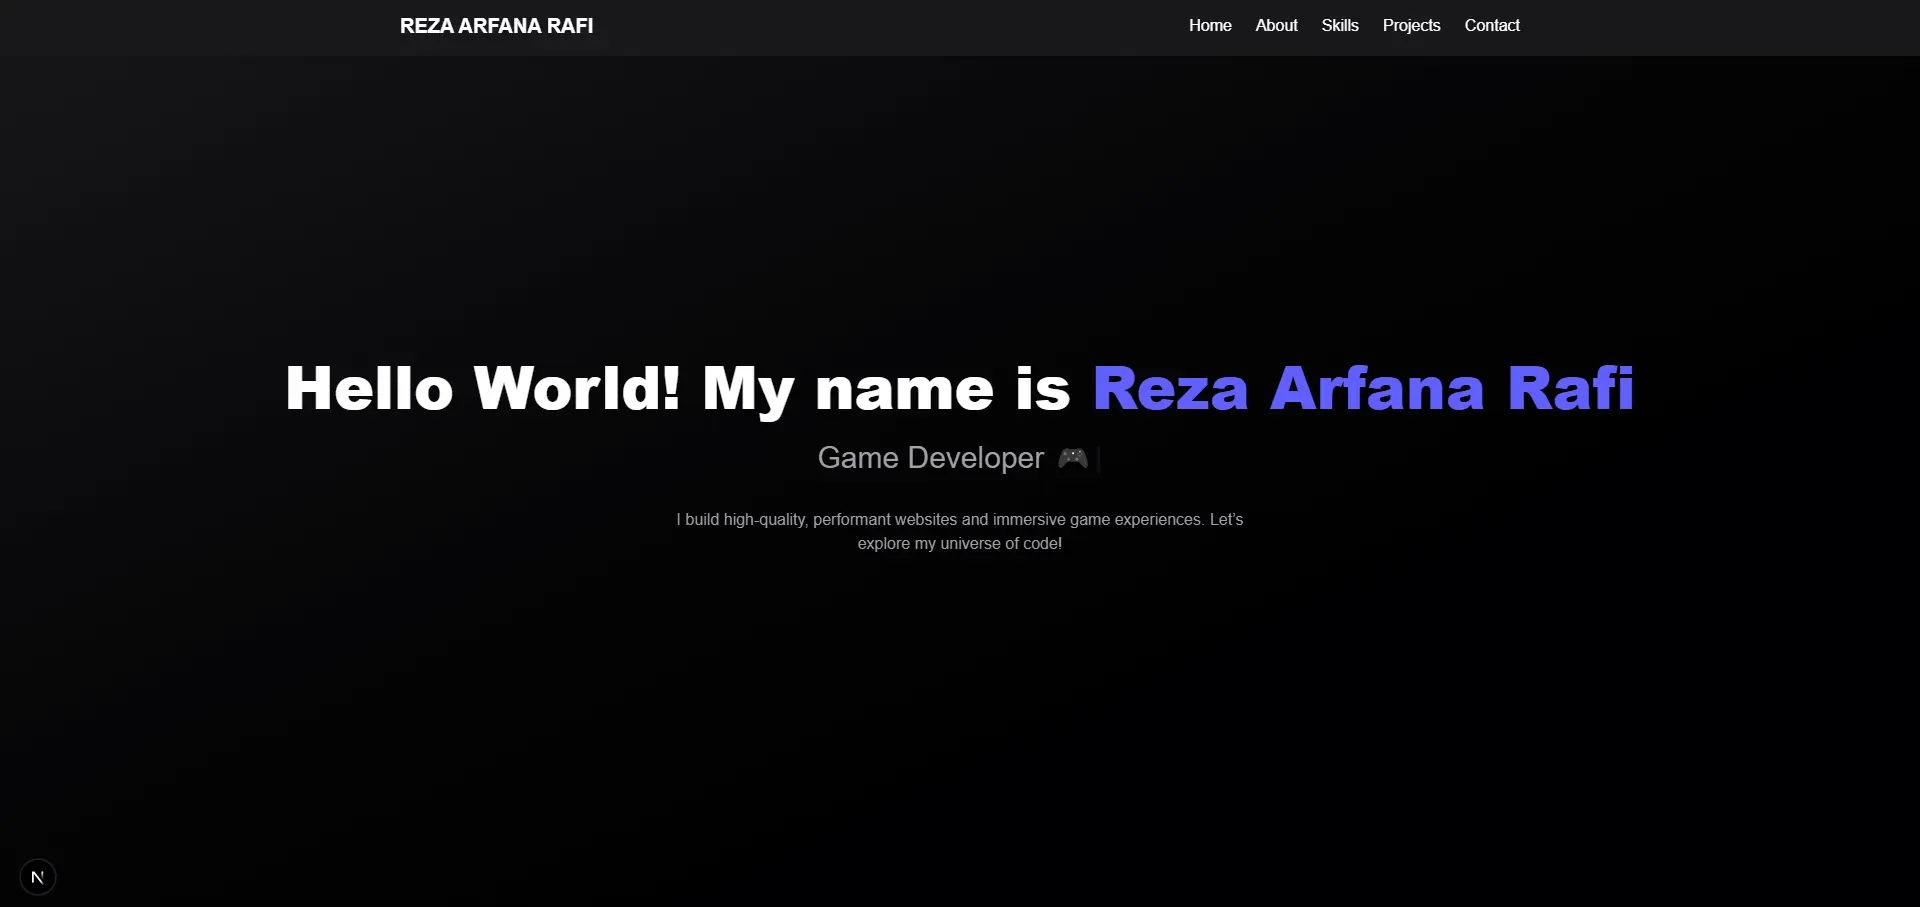 REZA ARFANA RAFI
Home About Skills Projects Contact
Hello World! My name is Reza Arfana Rafi
Game Developer 🎮
I build high-quality, performant websites and immersive game experiences. Let’s
explore my universe of code!
N